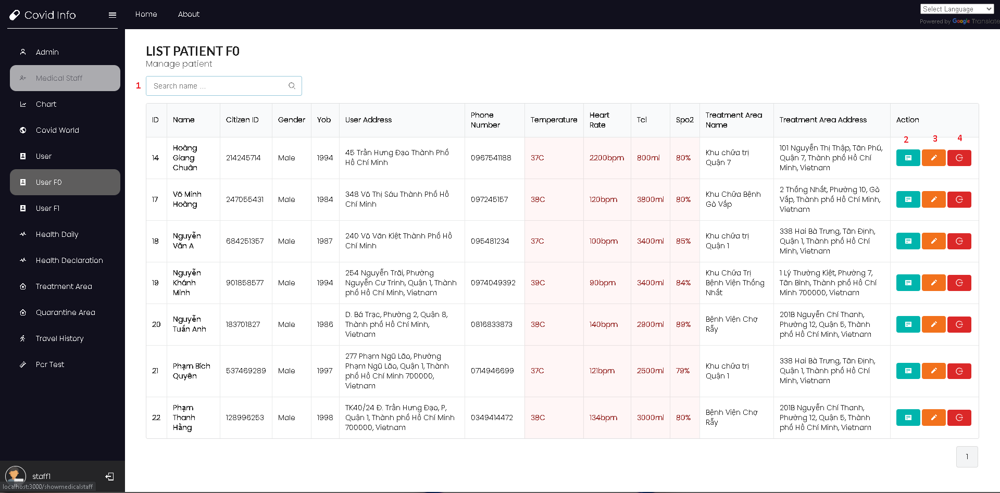 Covid Info
Home
About
Select Language
Powered by Google Translate
Admin
Medical Staff
Chart
Covid World
User
User F0
User F1
Health Daily
Health Declaration
Treatment Area
Quarantine Area
Travel History
Pcr Test
staff1
localhost:3000/showmedicalstaff
LIST PATIENT F0
Manage patient
1
Search name ...
ID
Name
Citizen ID
Gender
Yob
User Address
Phone
Number
Temperature
Heart
Rate
Tcl
Spo2
Treatment Area
Name
Treatment Area Address
Action
2
3
4
14
Hoàng
Giang
Chuẩn
214245714
Male
1994
45 Trần Hưng Đạo Thành Phố
Hồ Chí Minh
0967541188
37C
2200bpm
800ml
80%
Khu chữa trị
Quận 7
101 Nguyễn Thị Thập, Tân Phú,
Quận 7, Thành phố Hồ Chí
Minh, Vietnam
17
Võ Minh
Hoàng
247055431
Male
1984
348 Võ Thị Sáu Thành Phố Hồ
Chí Minh
097245157
38C
120bpm
3800ml
80%
Khu Chữa Bệnh
Gò Vấp
2 Thống Nhất, Phường 10, Gò
Vấp, Thành phố Hồ Chí Minh,
Vietnam
18
Nguyễn
Văn A
684251357
Male
1987
240 Võ Văn Kiệt Thành Phố Hồ
Chí Minh
095481234
37C
100bpm
3400ml
85%
Khu chữa trị
Quận 1
338 Hai Bà Trưng, Tân Định,
Quận 1, Thành phố Hồ Chí
Minh, Vietnam
19
Nguyễn
Khánh
Minh
901858577
Male
1994
254 Nguyễn Trãi, Phường
Nguyễn Cư Trinh, Quận 1, Thành
phố Hồ Chí Minh, Vietnam
0974049392
39C
90bpm
3400ml
84%
Khu Chữa Trị
Bệnh Viện Thống
Nhất
1 Lý Thường Kiệt, Phường 7,
Tân Bình, Thành phố Hồ Chí
Minh 700000, Vietnam
20
Nguyễn
Tuấn Anh
183701827
Male
1986
D. Bá Trạc, Phường 2, Quận 8,
Thành phố Hồ Chí Minh,
Vietnam
0816833873
38C
140bpm
2900ml
89%
Bệnh Viện Chợ
Rẫy
201B Nguyễn Chí Thanh,
Phường 12, Quận 5, Thành
phố Hồ Chí Minh, Vietnam
21
Phạm Bích
Quyên
537469289
Male
1997
277 Phạm Ngũ Lão, Phường
Phạm Ngũ Lão, Quận 1, Thành
phố Hồ Chí Minh 700000,
Vietnam
0714946699
37C
121bpm
2500ml
79%
Khu chữa trị
Quận 1
338 Hai Bà Trưng, Tân Định,
Quận 1, Thành phố Hồ Chí
Minh, Vietnam
22
Phạm
Thanh
Hằng
128996253
Male
1998
TK40/24 Đ. Trần Hưng Đạo, P,
Quận 1, Thành phố Hồ Chí Minh
700000, Vietnam
0349414472
38C
134bpm
3000ml
80%
Bệnh Viện Chợ
Rẫy
201B Nguyễn Chí Thanh,
Phường 12, Quận 5, Thành
phố Hồ Chí Minh, Vietnam
1